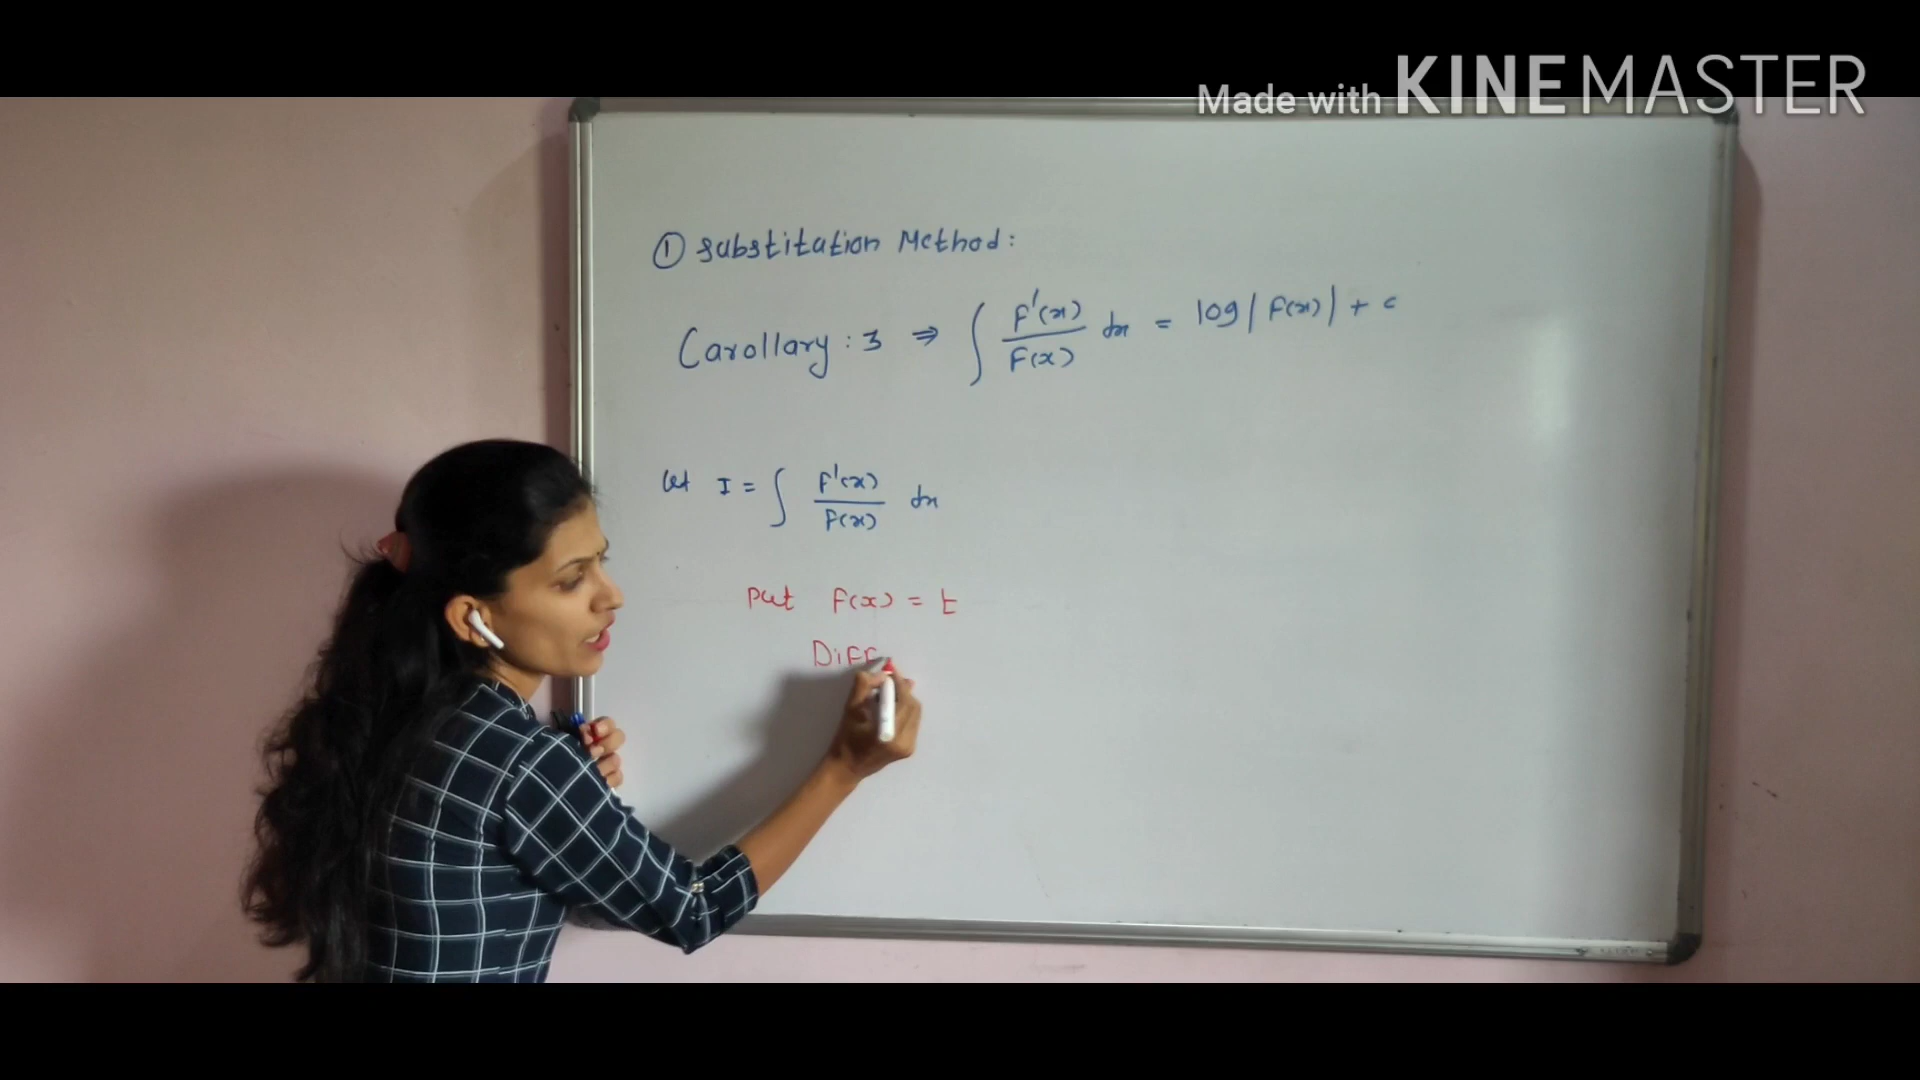 Made with KINEMASTER
① Substitution Method:
Carollary : 3 ⇒ ∫ F'(x)/F(x) dx = log|F(x)| + c
Let I = ∫ F'(x)/F(x) dx
Put F(x) = t
Diff